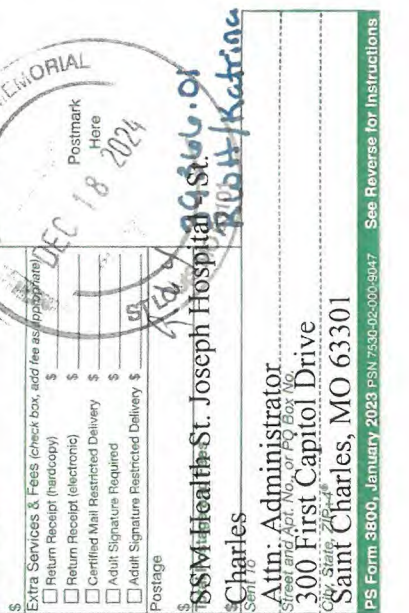 $
Extra Services & Fees (check box, add fee as appropriate)
Return Receipt (hardcopy) $
Return Receipt (electronic) $
Certified Mail Restricted Delivery $
Adult Signature Required $
Adult Signature Restricted Delivery $
MEMORIAL
Postmark
Here
DEC 18 2024
Postage
$
SSM Health St. Joseph Hospital - St.
Charles
29366.01
/Katrina
$
Sent To
Attn: Administrator
Street and Apt. No., or PO Box No.
300 First Capitol Drive
City, State, ZIP+4®
Saint Charles, MO 63301
PS Form 3800, January 2023 PSN 7530-02-000-9047 See Reverse for Instructions